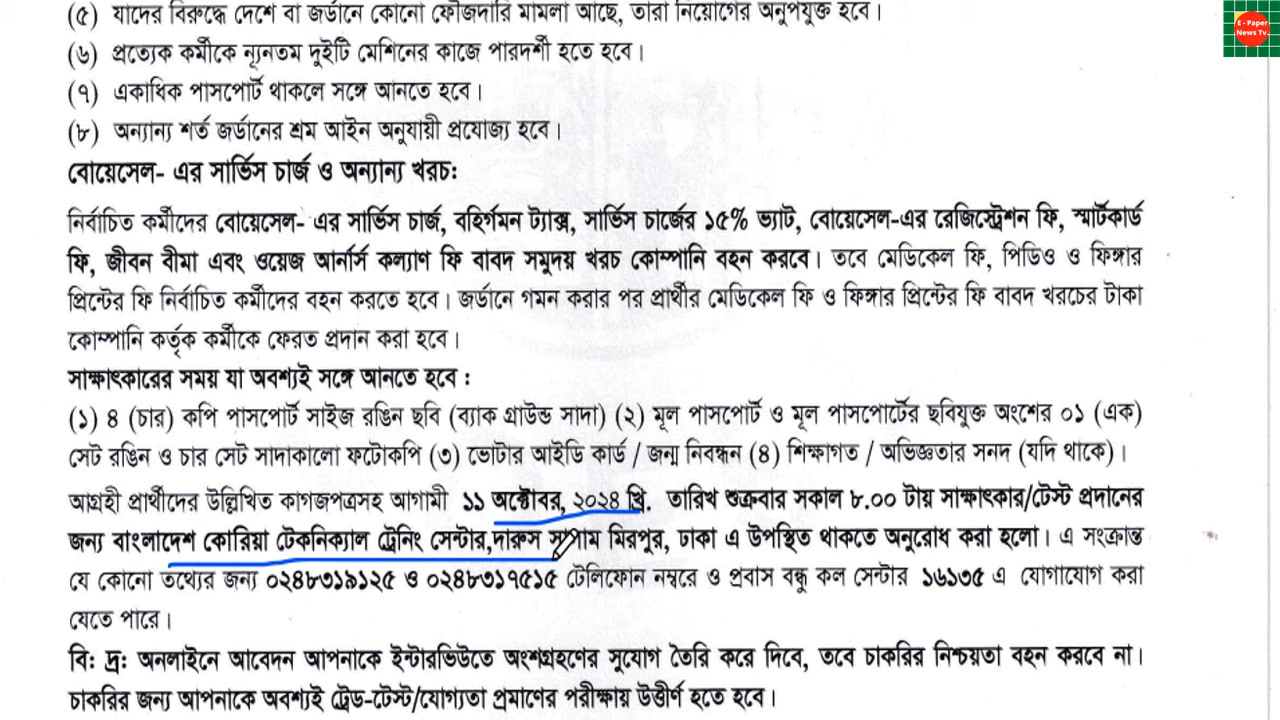 (৫) যাদের বিরুদ্ধে দেশে বা জর্ডানে কোনো ফৌজদারি মামলা আছে, তারা নিয়োগের অনুপযুক্ত হবে।
E - Paper
News Tv.
(৬) প্রত্যেক কর্মীকে ন্যূনতম দুইটি মেশিনের কাজে পারদর্শী হতে হবে।
(৭) একাধিক পাসপোর্ট থাকলে সঙ্গে আনতে হবে।
(৮) অন্যান্য শর্ত জর্ডানের শ্রম আইন অনুযায়ী প্রযোজ্য হবে।
বোয়েসেল- এর সার্ভিস চার্জ ও অন্যান্য খরচঃ
নির্বাচিত কর্মীদের বোয়েসেল- এর সার্ভিস চার্জ, বহির্গমন ট্যাক্স, সার্ভিস চার্জের ১৫% ভ্যাট, বোয়েসেল-এর রেজিস্ট্রেশন ফি, স্মার্টকার্ড
ফি, জীবন বীমা এবং ওয়েজ আর্নার্স কল্যাণ ফি বাবদ সমুদয় খরচ কোম্পানি বহন করবে। তবে মেডিকেল ফি, পিডিও ও ফিঙ্গার
প্রিন্টের ফি নির্বাচিত কর্মীদের বহন করতে হবে। জর্ডানে গমন করার পর প্রার্থীর মেডিকেল ফি ও ফিঙ্গার প্রিন্টের ফি বাবদ খরচের টাকা
কোম্পানি কর্তৃক কর্মীকে ফেরত প্রদান করা হবে।
সাক্ষাৎকারের সময় যা অবশ্যই সঙ্গে আনতে হবে :
(১) ৪ (চার) কপি পাসপোর্ট সাইজ রঙিন ছবি (ব্যাক গ্রাউন্ড সাদা) (২) মূল পাসপোর্ট ও মূল পাসপোর্টের ছবিযুক্ত অংশের ০১ (এক)
সেট রঙিন ও চার সেট সাদাকালো ফটোকপি (৩) ভোটার আইডি কার্ড / জন্ম নিবন্ধন (৪) শিক্ষাগত / অভিজ্ঞতার সনদ (যদি থাকে)।
আগ্রহী প্রার্থীদের উল্লিখিত কাগজপত্রসহ আগামী ১১ অক্টোবর, ২০২৪ খ্রি. তারিখ শুক্রবার সকাল ৮.০০ টায় সাক্ষাৎকার/টেস্ট প্রদানের
জন্য বাংলাদেশ কোরিয়া টেকনিক্যাল ট্রেনিং সেন্টার,দারুস সালাম মিরপুর, ঢাকা এ উপস্থিত থাকতে অনুরোধ করা হলো। এ সংক্রান্ত
যে কোনো তথ্যের জন্য ০২৪৮৩১৯১২৫ ও ০২৪৮৩১৭৫১৫ টেলিফোন নম্বরে ও প্রবাস বন্ধু কল সেন্টার ১৬১৩৫ এ যোগাযোগ করা
যেতে পারে।
বি: দ্র: অনলাইনে আবেদন আপনাকে ইন্টারভিউতে অংশগ্রহণের সুযোগ তৈরি করে দিবে, তবে চাকরির নিশ্চয়তা বহন করবে না।
চাকরির জন্য আপনাকে অবশ্যই ট্রেড-টেস্ট/যোগ্যতা প্রমাণের পরীক্ষায় উত্তীর্ণ হতে হবে।